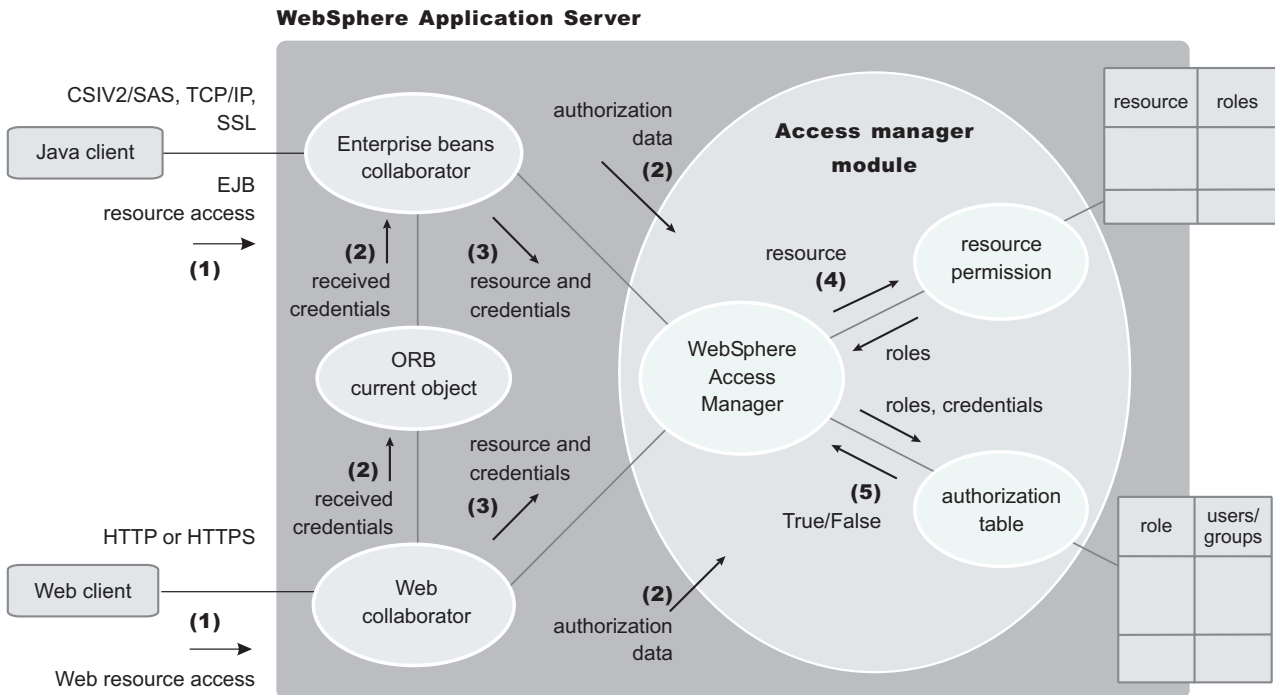 WebSphere Application Server
CSIV2/SAS, TCP/IP,
SSL
Java client
EJB
resource access
(1)
Enterprise beans
collaborator
authorization
data
(2)
Access manager
module
resource
roles
(2)
received
credentials
(3)
resource and
credentials
resource
(4)
resource
permission
roles
ORB
current object
WebSphere
Access
Manager
roles, credentials
(2)
received
credentials
resource and
credentials
(3)
(5)
True/False
authorization
table
role
users/
groups
HTTP or HTTPS
Web client
(1)
Web resource access
Web
collaborator
(2)
authorization
data